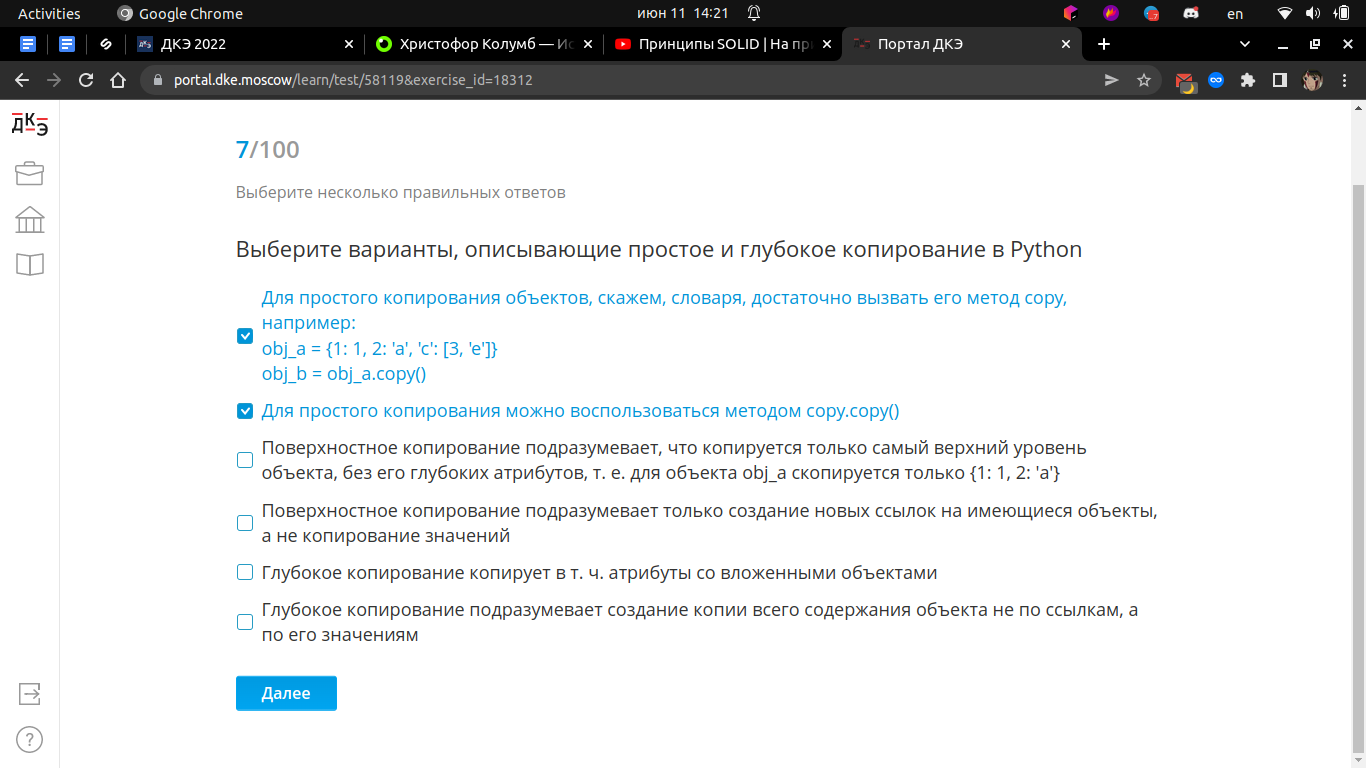 Activities
Google Chrome
июн 11 14:21
en
ДКЭ 2022
Христофор Колумб — Ис
Принципы SOLID | На пр
Портал ДКЭ
portal.dke.moscow/learn/test/58119&exercise_id=18312
ДКЭ
7/100
Выберите несколько правильных ответов
Выберите варианты, описывающие простое и глубокое копирование в Python
Для простого копирования объектов, скажем, словаря, достаточно вызвать его метод copy,
например:
obj_a = {1: 1, 2: 'a', 'c': [3, 'e']}
obj_b = obj_a.copy()
Для простого копирования можно воспользоваться методом copy.copy()
Поверхностное копирование подразумевает, что копируется только самый верхний уровень
объекта, без его глубоких атрибутов, т. е. для объекта obj_a скопируется только {1: 1, 2: 'a'}
Поверхностное копирование подразумевает только создание новых ссылок на имеющиеся объекты,
а не копирование значений
Глубокое копирование копирует в т. ч. атрибуты со вложенными объектами
Глубокое копирование подразумевает создание копии всего содержания объекта не по ссылкам, а
по его значениям
Далее